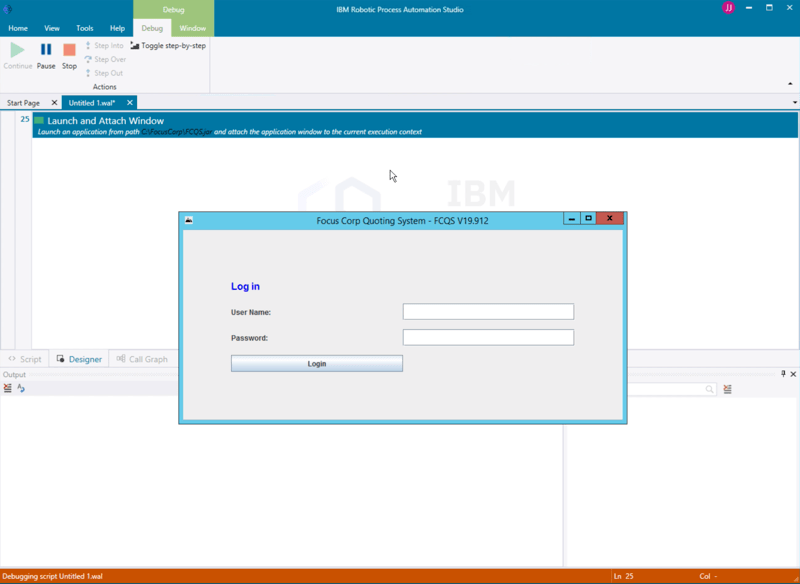 Debug
IBM Robotic Process Automation Studio
JJ
Home View Tools Help Debug Window
Continue Pause Stop
Step Into
Step Over
Step Out
Toggle step-by-step
Actions
Start Page
Untitled 1.wal*
25
Launch and Attach Window
Launch an application from path C:\FocusCorp\FCQS.jar and attach the application window to the current execution context
IBM
Focus Corp Quoting System - FCQS V19.912
Log in
User Name:
Password:
Login
Script Designer Call Graph
Output
Debugging script Untitled 1.wal
Ln 25 Col -